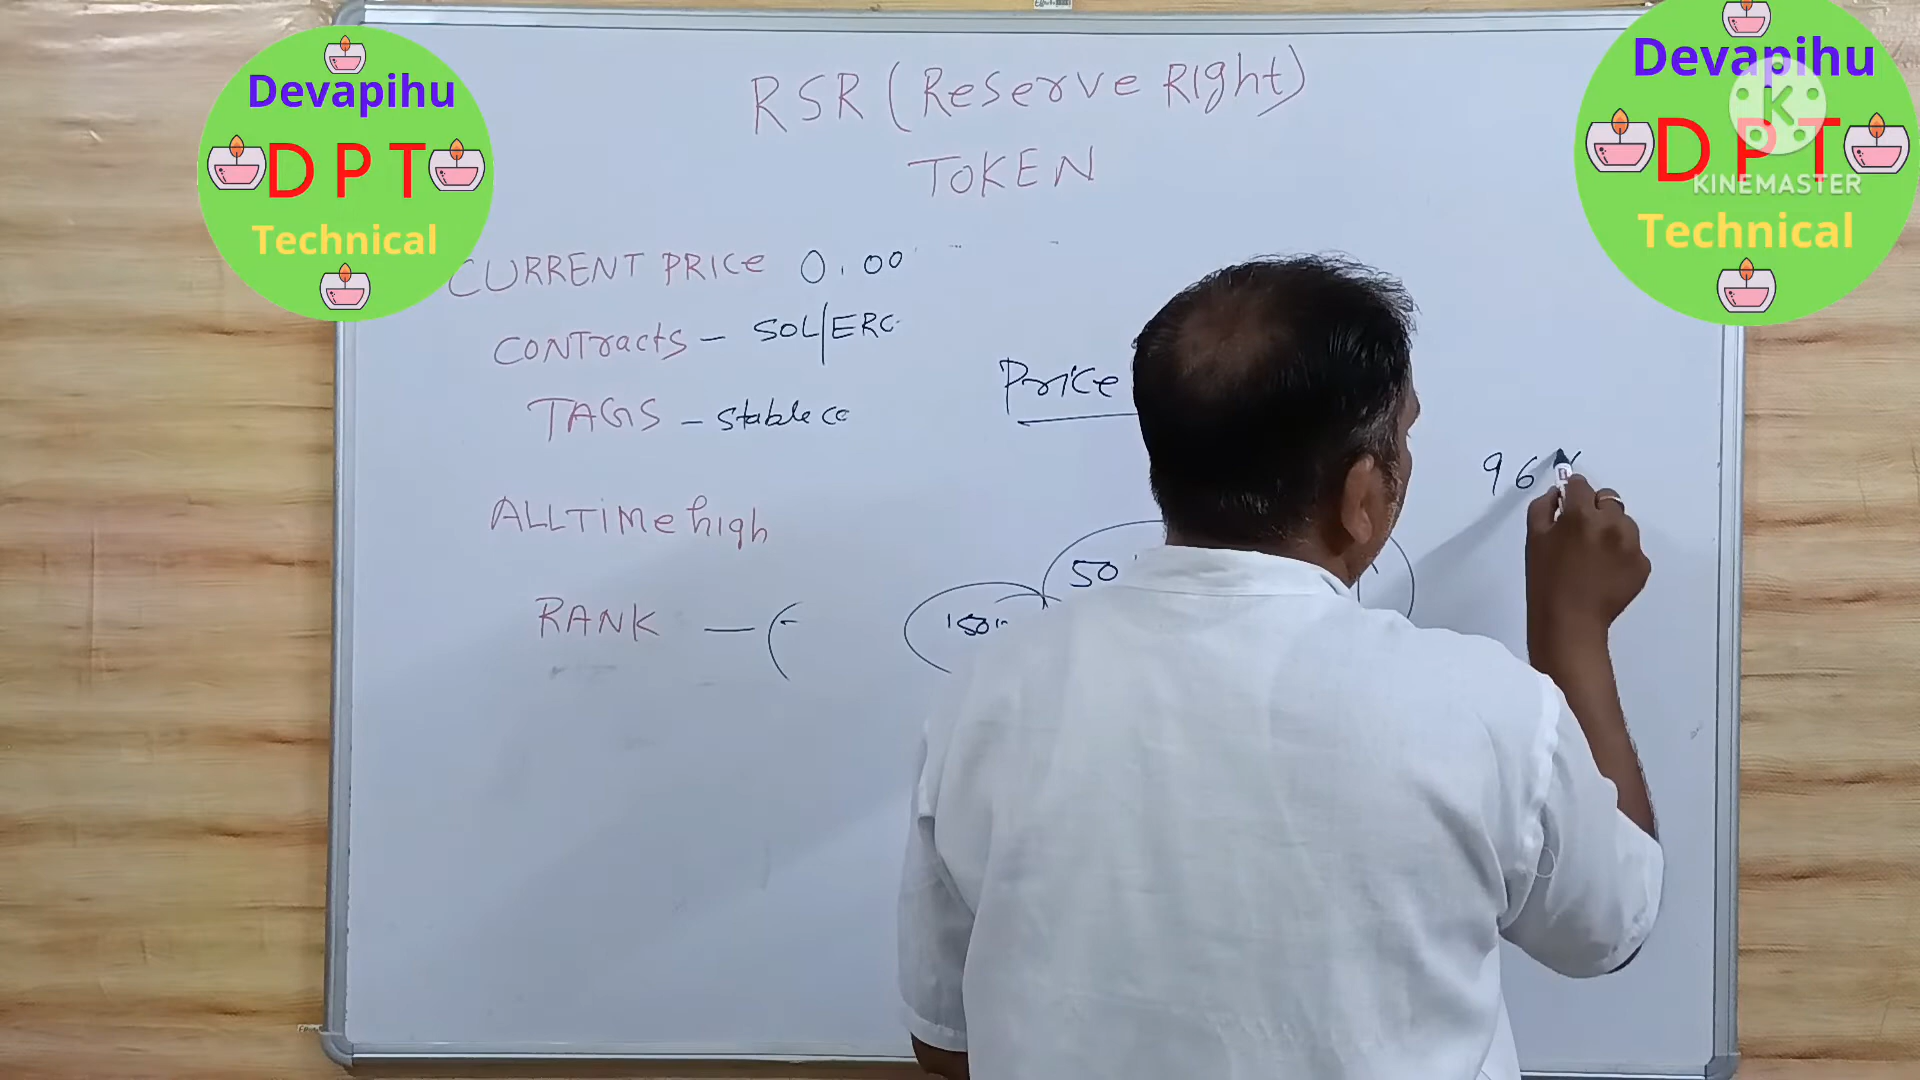 Devapihu
D P T
Technical
Devapihu
D P T
KINEMASTER
Technical
RSR (Reserve Right)
TOKEN
CURRENT PRICE 0.00
CONTracts - SOL/ERC
TAGS - Stable
Price
96
ALLTIMe high
50
RANK
150